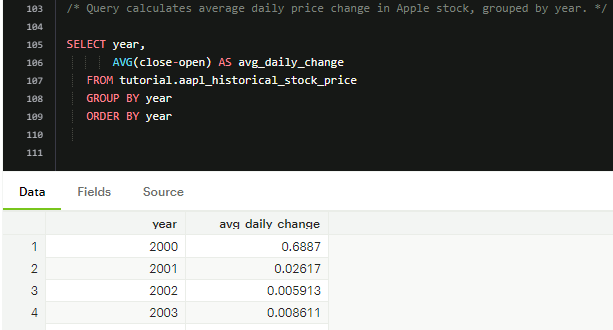 103 /* Query calculates average daily price change in Apple stock, grouped by year. */
104
105 SELECT year,
106 AVG(close-open) AS avg_daily_change
107 FROM tutorial.aapl_historical_stock_price
108 GROUP BY year
109 ORDER BY year
110
111
Data Fields Source
year avg daily change
1 2000 0.6887
2 2001 0.02617
3 2002 0.005913
4 2003 0.008611